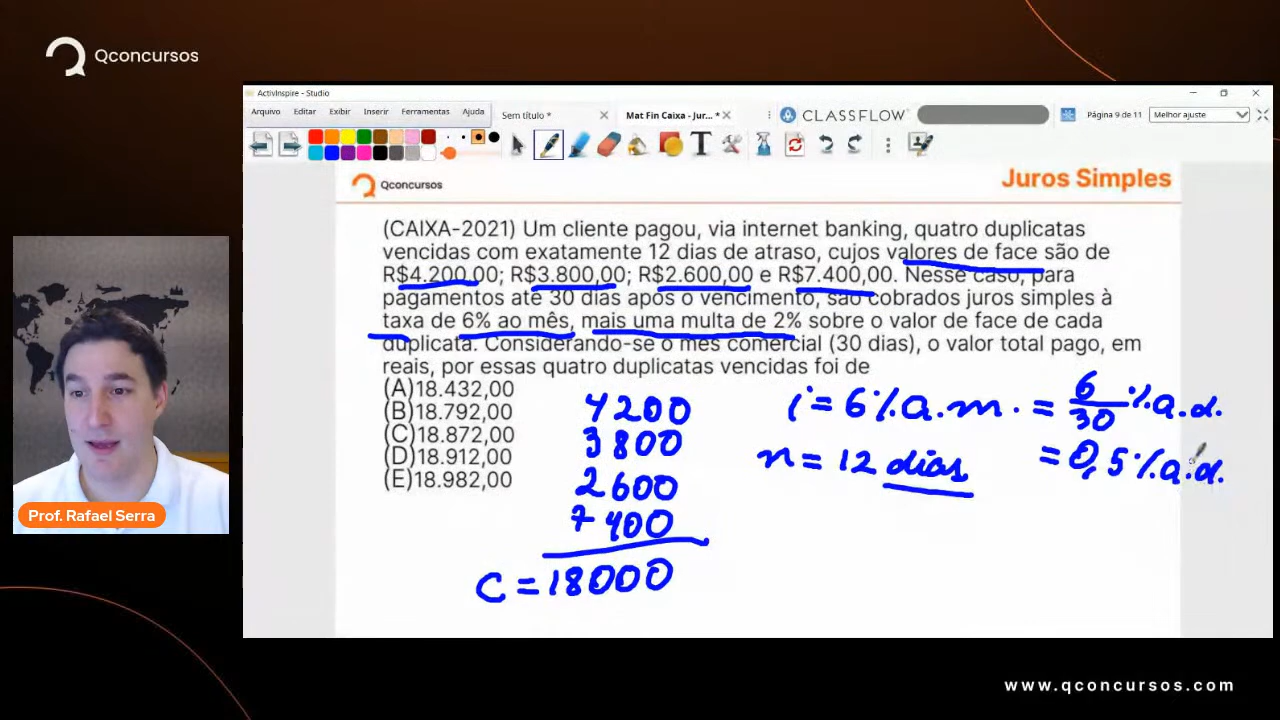 Qconcursos
ActivInspire - Studio
Arquivo Editar Exibir Inserir Ferramentas Ajuda
Sem título *
Mat Fin Caixa - Jur... *
CLASSFLOW
Página 9 de 11
Melhor ajuste
Qconcursos
Juros Simples
(CAIXA-2021) Um cliente pagou, via internet banking, quatro duplicatas
vencidas com exatamente 12 dias de atraso, cujos valores de face são de
R$4.200,00; R$3.800,00; R$2.600,00 e R$7.400,00. Nesse caso, para
pagamentos até 30 dias após o vencimento, são cobrados juros simples à
taxa de 6% ao mês, mais uma multa de 2% sobre o valor de face de cada
duplicata. Considerando-se o mês comercial (30 dias), o valor total pago, em
reais, por essas quatro duplicatas vencidas foi de
(A)18.432,00
(B)18.792,00
(C)18.872,00
(D)18.912,00
(E)18.982,00
4200
3800
2600
7400
C = 18000
i = 6% a.m. = 6/30 % a.d.
n = 12 dias
= 0,5% a.d.
Prof. Rafael Serra
www.qconcursos.com